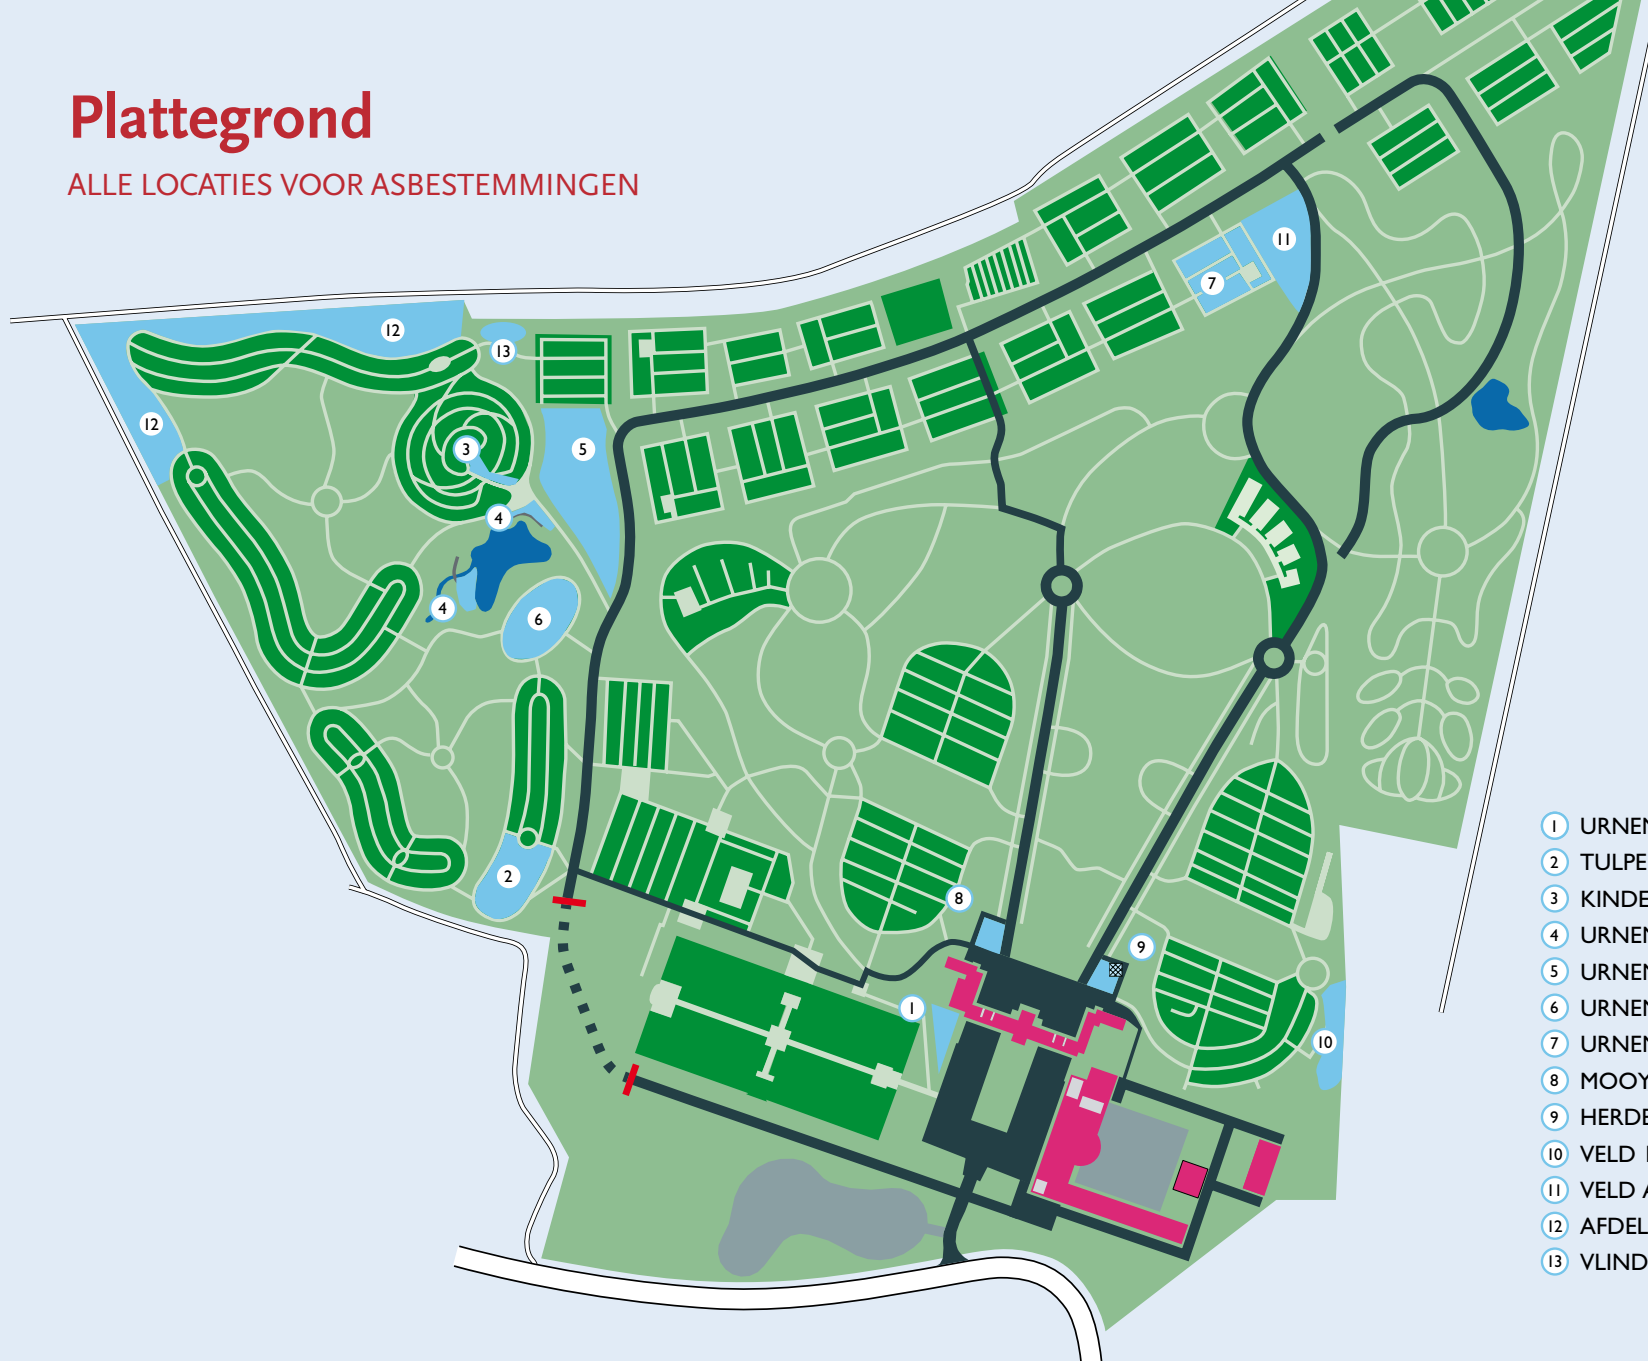 Plattegrond
ALLE LOCATIES VOOR ASBESTEMMINGEN
11
7
12
13
12
3
5
4
4
6
2
8
9
1
10
1 URNEN
2 TULPE
3 KINDE
4 URNEN
5 URNEN
6 URNEN
7 URNEN
8 MOOY
9 HERDE
10 VELD
11 VELD A
12 AFDEL
13 VLIND